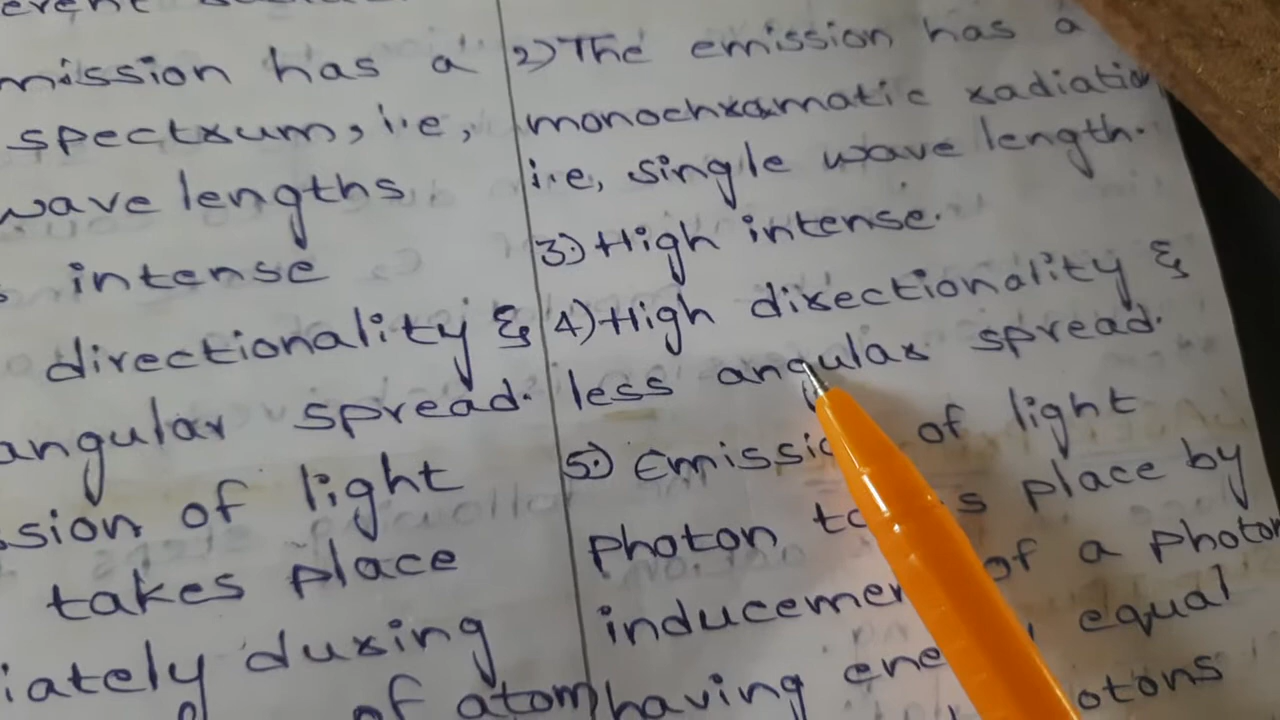 mission has a
spectrum, i.e,
wave lengths
intense
directionality &
angular spread.
sion of light
takes place
iately during
of atom
2) The emission has a
monochramatic radiatio
i.e, single wave length.
3.) High intense.
4.) High directionality &
less angular spread.
5.) Emissi of light
photon place by
inducemen of a photon
having ene equal
otons